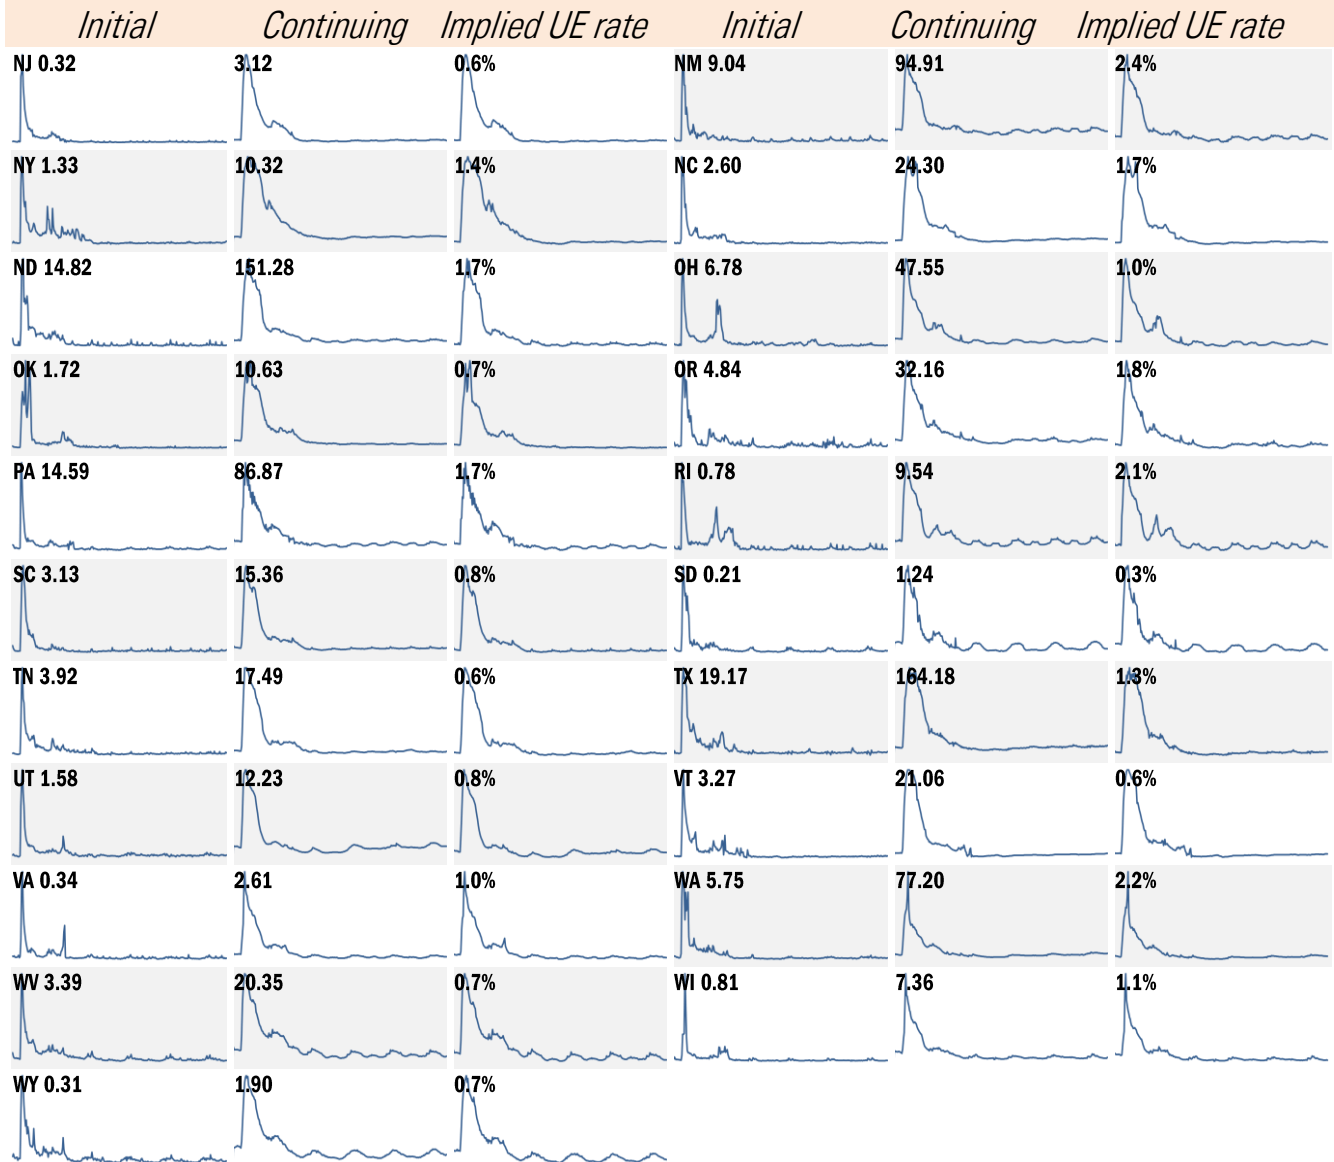 Initial Continuing Implied UE rate Initial Continuing Implied UE rate
NJ 0.32 3.12 0.6% NM 9.04 94.91 2.4%
NY 1.33 10.32 1.4% NC 2.60 24.30 1.7%
ND 14.82 151.28 1.7% OH 6.78 47.55 1.0%
OK 1.72 10.63 0.7% OR 4.84 32.16 1.8%
PA 14.59 86.87 1.7% RI 0.78 9.54 2.1%
SC 3.13 15.36 0.8% SD 0.21 1.24 0.3%
TN 3.92 17.49 0.6% TX 19.17 164.18 1.3%
UT 1.58 12.23 0.8% VT 3.27 21.06 0.6%
VA 0.34 2.61 1.0% WA 5.75 77.20 2.2%
WV 3.39 20.35 0.7% WI 0.81 7.36 1.1%
WY 0.31 1.90 0.7%